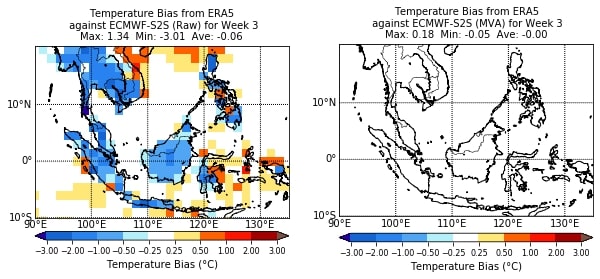 Temperature Bias from ERA5
against ECMWF-S2S (Raw) for Week 3
Max: 1.34 Min: -3.01 Ave: -0.06
10°N
0°
10°S
90°E 100°E 110°E 120°E 130°E
−3.00 −2.00 −1.00 −0.50 −0.25 0.25 0.50 1.00 2.00 3.00
Temperature Bias (°C)
Temperature Bias from ERA5
against ECMWF-S2S (MVA) for Week 3
Max: 0.18 Min: -0.05 Ave: -0.00
10°N
0°
10°S
90°E 100°E 110°E 120°E 130°E
−3.00 −2.00 −1.00 −0.50 −0.25 0.25 0.50 1.00 2.00 3.00
Temperature Bias (°C)